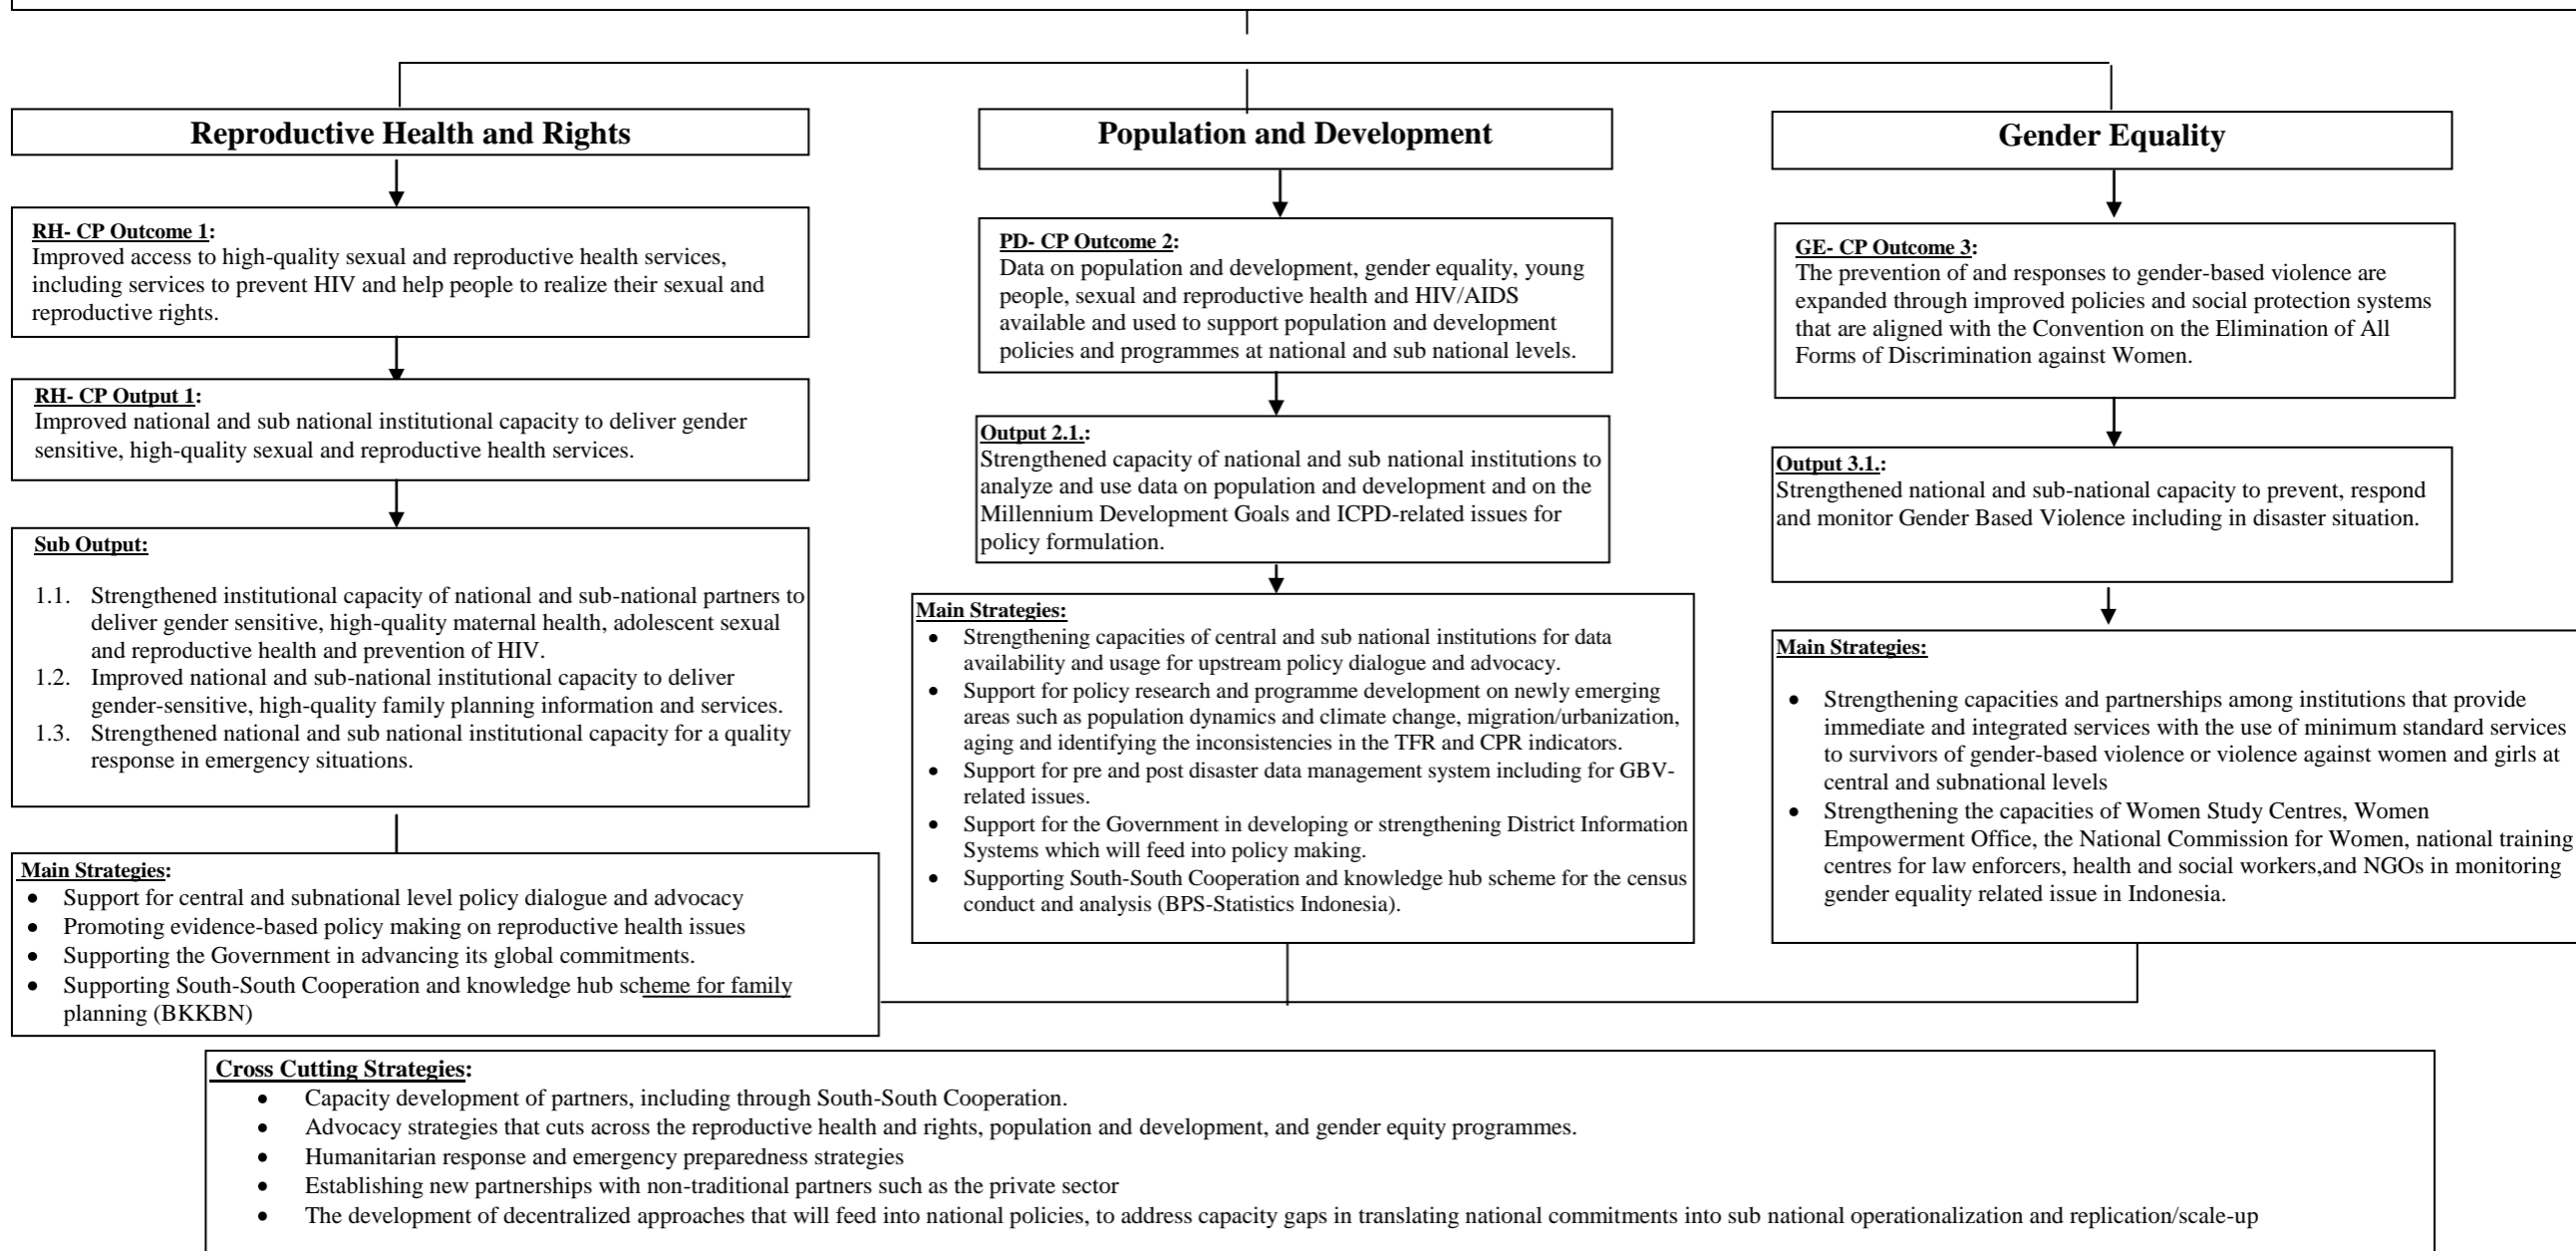 Reproductive Health and Rights
RH- CP Outcome 1:
Improved access to high-quality sexual and reproductive health services,
including services to prevent HIV and help people to realize their sexual and
reproductive rights.
RH- CP Output 1:
Improved national and sub national institutional capacity to deliver gender
sensitive, high-quality sexual and reproductive health services.
Sub Output:
1.1. Strengthened institutional capacity of national and sub-national partners to
deliver gender sensitive, high-quality maternal health, adolescent sexual
and reproductive health and prevention of HIV.
1.2. Improved national and sub-national institutional capacity to deliver
gender-sensitive, high-quality family planning information and services.
1.3. Strengthened national and sub national institutional capacity for a quality
response in emergency situations.
Main Strategies:
• Support for central and subnational level policy dialogue and advocacy
• Promoting evidence-based policy making on reproductive health issues
• Supporting the Government in advancing its global commitments.
• Supporting South-South Cooperation and knowledge hub scheme for family
planning (BKKBN)
Population and Development
PD- CP Outcome 2:
Data on population and development, gender equality, young
people, sexual and reproductive health and HIV/AIDS
available and used to support population and development
policies and programmes at national and sub national levels.
Output 2.1.:
Strengthened capacity of national and sub national institutions to
analyze and use data on population and development and on the
Millennium Development Goals and ICPD-related issues for
policy formulation.
Main Strategies:
• Strengthening capacities of central and sub national institutions for data
availability and usage for upstream policy dialogue and advocacy.
• Support for policy research and programme development on newly emerging
areas such as population dynamics and climate change, migration/urbanization,
aging and identifying the inconsistencies in the TFR and CPR indicators.
• Support for pre and post disaster data management system including for GBV-
related issues.
• Support for the Government in developing or strengthening District Information
Systems which will feed into policy making.
• Supporting South-South Cooperation and knowledge hub scheme for the census
conduct and analysis (BPS-Statistics Indonesia).
Gender Equality
GE- CP Outcome 3:
The prevention of and responses to gender-based violence are
expanded through improved policies and social protection systems
that are aligned with the Convention on the Elimination of All
Forms of Discrimination against Women.
Output 3.1.:
Strengthened national and sub-national capacity to prevent, respond
and monitor Gender Based Violence including in disaster situation.
Main Strategies:
• Strengthening capacities and partnerships among institutions that provide
immediate and integrated services with the use of minimum standard services
to survivors of gender-based violence or violence against women and girls at
central and subnational levels
• Strengthening the capacities of Women Study Centres, Women
Empowerment Office, the National Commission for Women, national training
centres for law enforcers, health and social workers,and NGOs in monitoring
gender equality related issue in Indonesia.
Cross Cutting Strategies:
• Capacity development of partners, including through South-South Cooperation.
• Advocacy strategies that cuts across the reproductive health and rights, population and development, and gender equity programmes.
• Humanitarian response and emergency preparedness strategies
• Establishing new partnerships with non-traditional partners such as the private sector
• The development of decentralized approaches that will feed into national policies, to address capacity gaps in translating national commitments into sub national operationalization and replication/scale-up